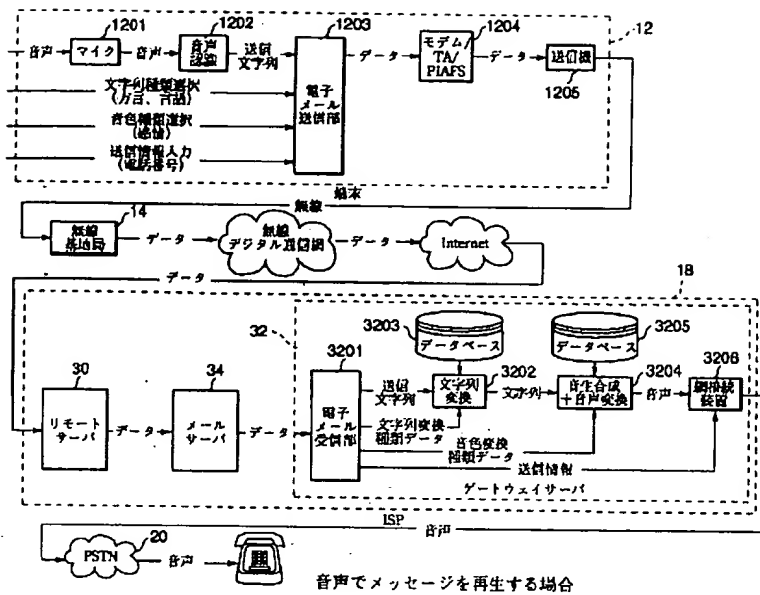 1201
1202
1203
1204
12
音声
マイク
音声
音声
認識
送信
文字列
電子
メール
送信部
データ
モデム/
TA/
PIAFS
データ
送信機
1205
文字列種類選択
(方言、言語)
音色種類選択
(感情)
送信情報入力
(電話番号)
端末
無線
14
無線
基地局
データ
無線
デジタル通信網
データ
Internet
データ
18
32
3203
データベース
3205
データベース
30
リモート
サーバ
データ
34
メール
サーバ
データ
3201
電子
メール
受信部
送信
文字列
3202
文字列
変換
文字列
3204
+音声変換
音声
3206
網接続
装置
文字列変換
種類データ
音色変換
種類データ
送信情報
ゲートウェイサーバ
ISP
音声
20
PSTN
音声
音声でメッセージを再生する場合